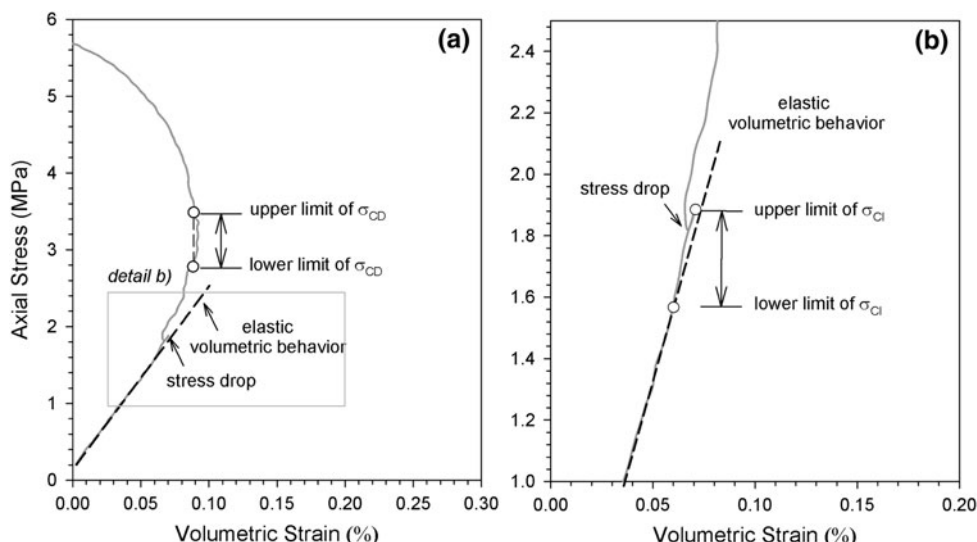 (a)
6
5
4
3
2
1
0
Axial Stress (MPa)
upper limit of σCD
lower limit of σCD
detail b)
elastic
volumetric behavior
stress drop
0.00 0.05 0.10 0.15 0.20 0.25 0.30
Volumetric Strain (%)
(b)
2.4
2.2
2.0
1.8
1.6
1.4
1.2
1.0
elastic
volumetric behavior
stress drop
upper limit of σCI
lower limit of σCI
0.00 0.05 0.10 0.15 0.20
Volumetric Strain (%)